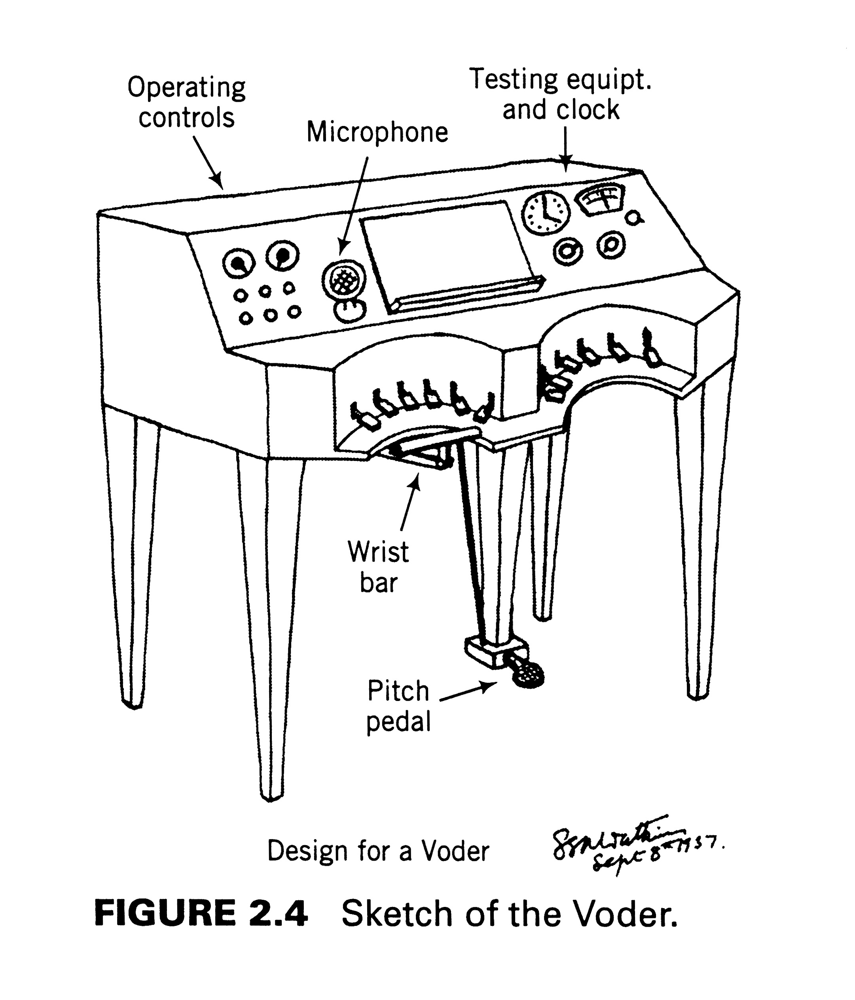 Operating
controls
Testing equipt.
and clock
Microphone
Wrist
bar
Pitch
pedal
Design for a Voder
Sept 8th 1937.
FIGURE 2.4 Sketch of the Voder.